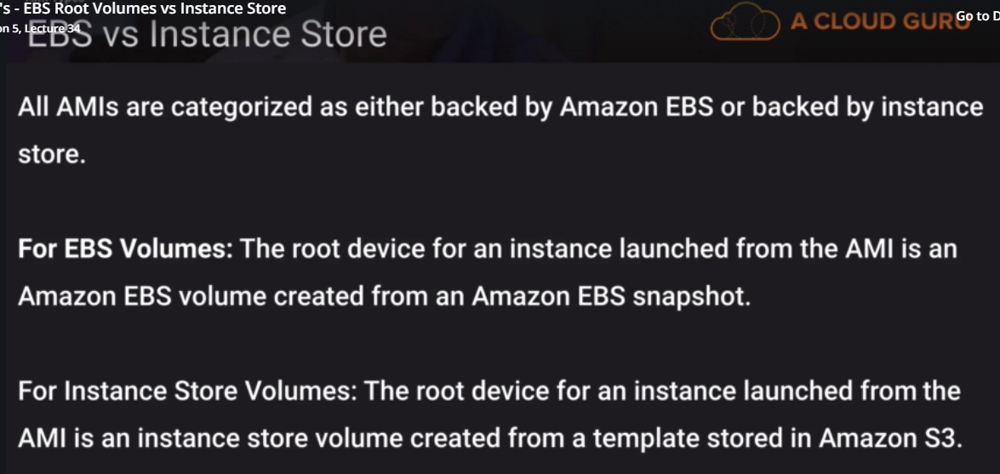 's - EBS Root Volumes vs Instance Store
on 5, Lecture 34
EBS vs Instance Store
A CLOUD GURU
Go to D
All AMIs are categorized as either backed by Amazon EBS or backed by instance
store.
For EBS Volumes: The root device for an instance launched from the AMI is an
Amazon EBS volume created from an Amazon EBS snapshot.
For Instance Store Volumes: The root device for an instance launched from the
AMI is an instance store volume created from a template stored in Amazon S3.